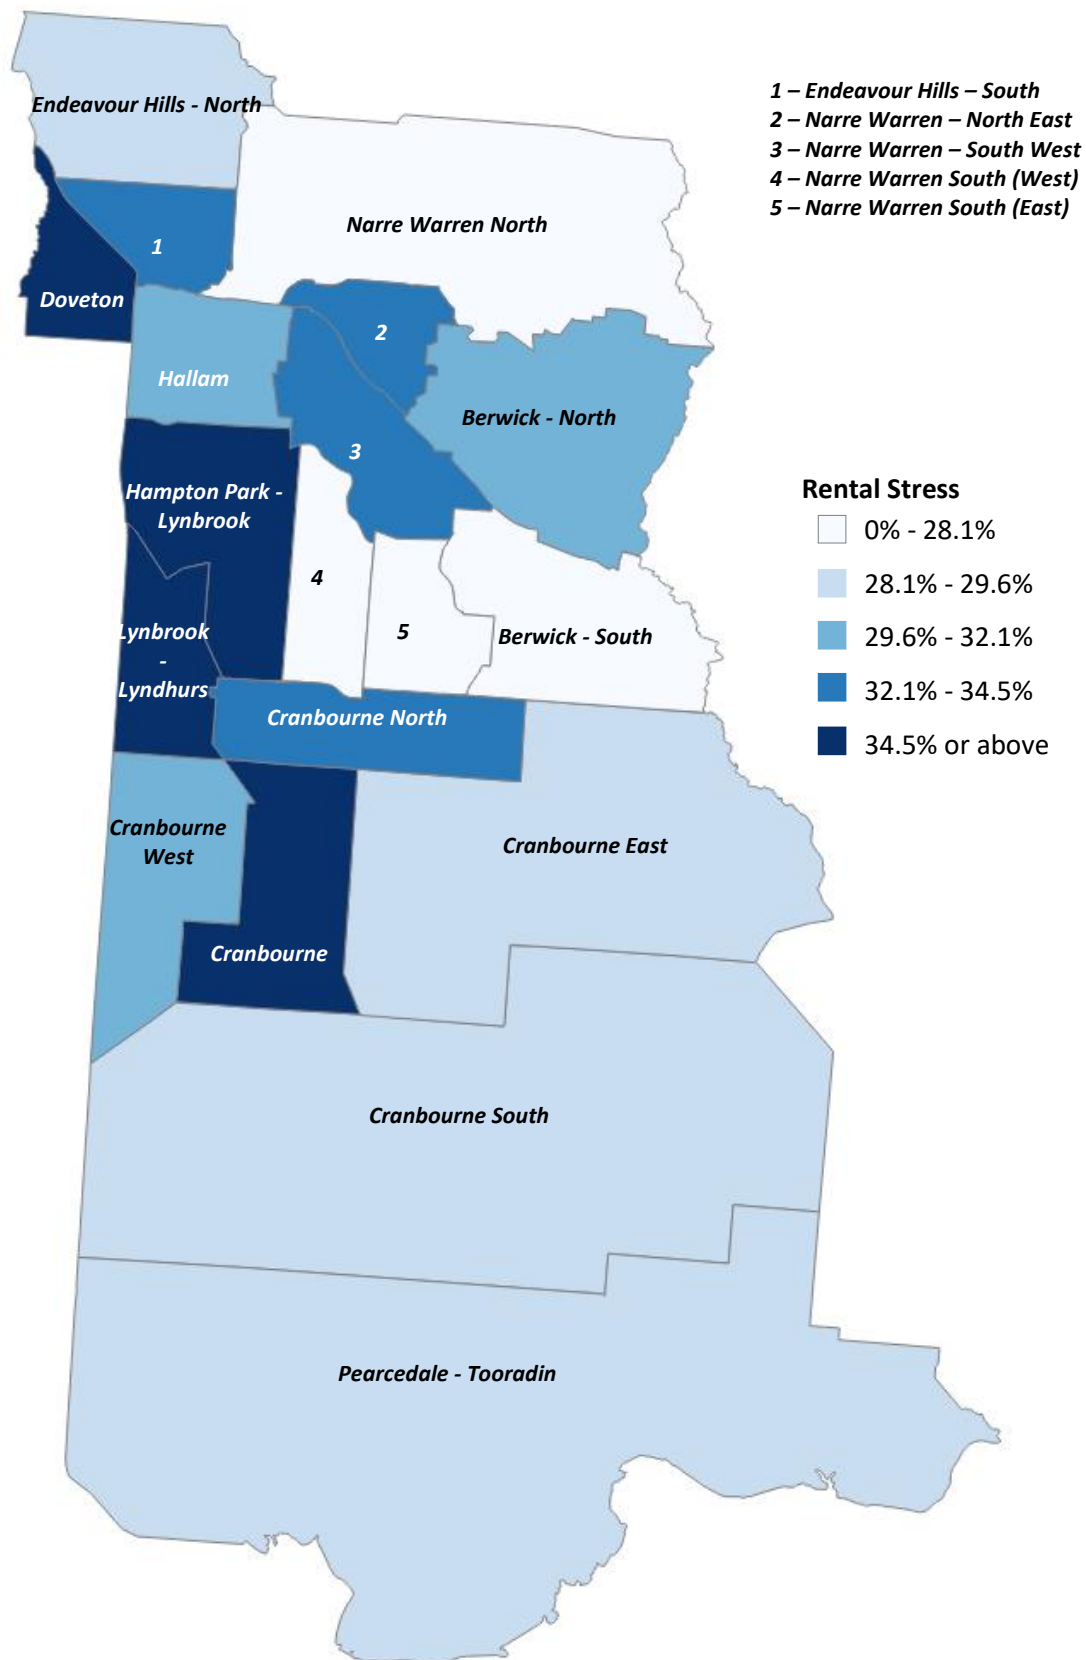 Endeavour Hills - North
1 – Endeavour Hills – South
2 – Narre Warren – North East
3 – Narre Warren – South West
4 – Narre Warren South (West)
5 – Narre Warren South (East)
Narre Warren North
1
Doveton
2
Hallam
Berwick - North
3
Hampton Park -
Lynbrook
Rental Stress
0% - 28.1%
28.1% - 29.6%
29.6% - 32.1%
32.1% - 34.5%
34.5% or above
4
5
Lynbrook
-
Lyndhurs
Berwick - South
Cranbourne North
Cranbourne
West
Cranbourne East
Cranbourne
Cranbourne South
Pearcedale - Tooradin